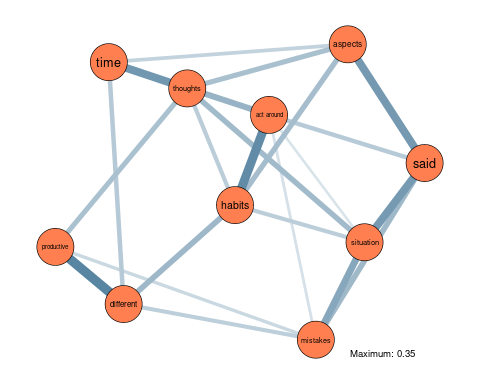 aspects
time
thoughts
act around
said
habits
situation
productive
different
mistakes
Maximum: 0.35